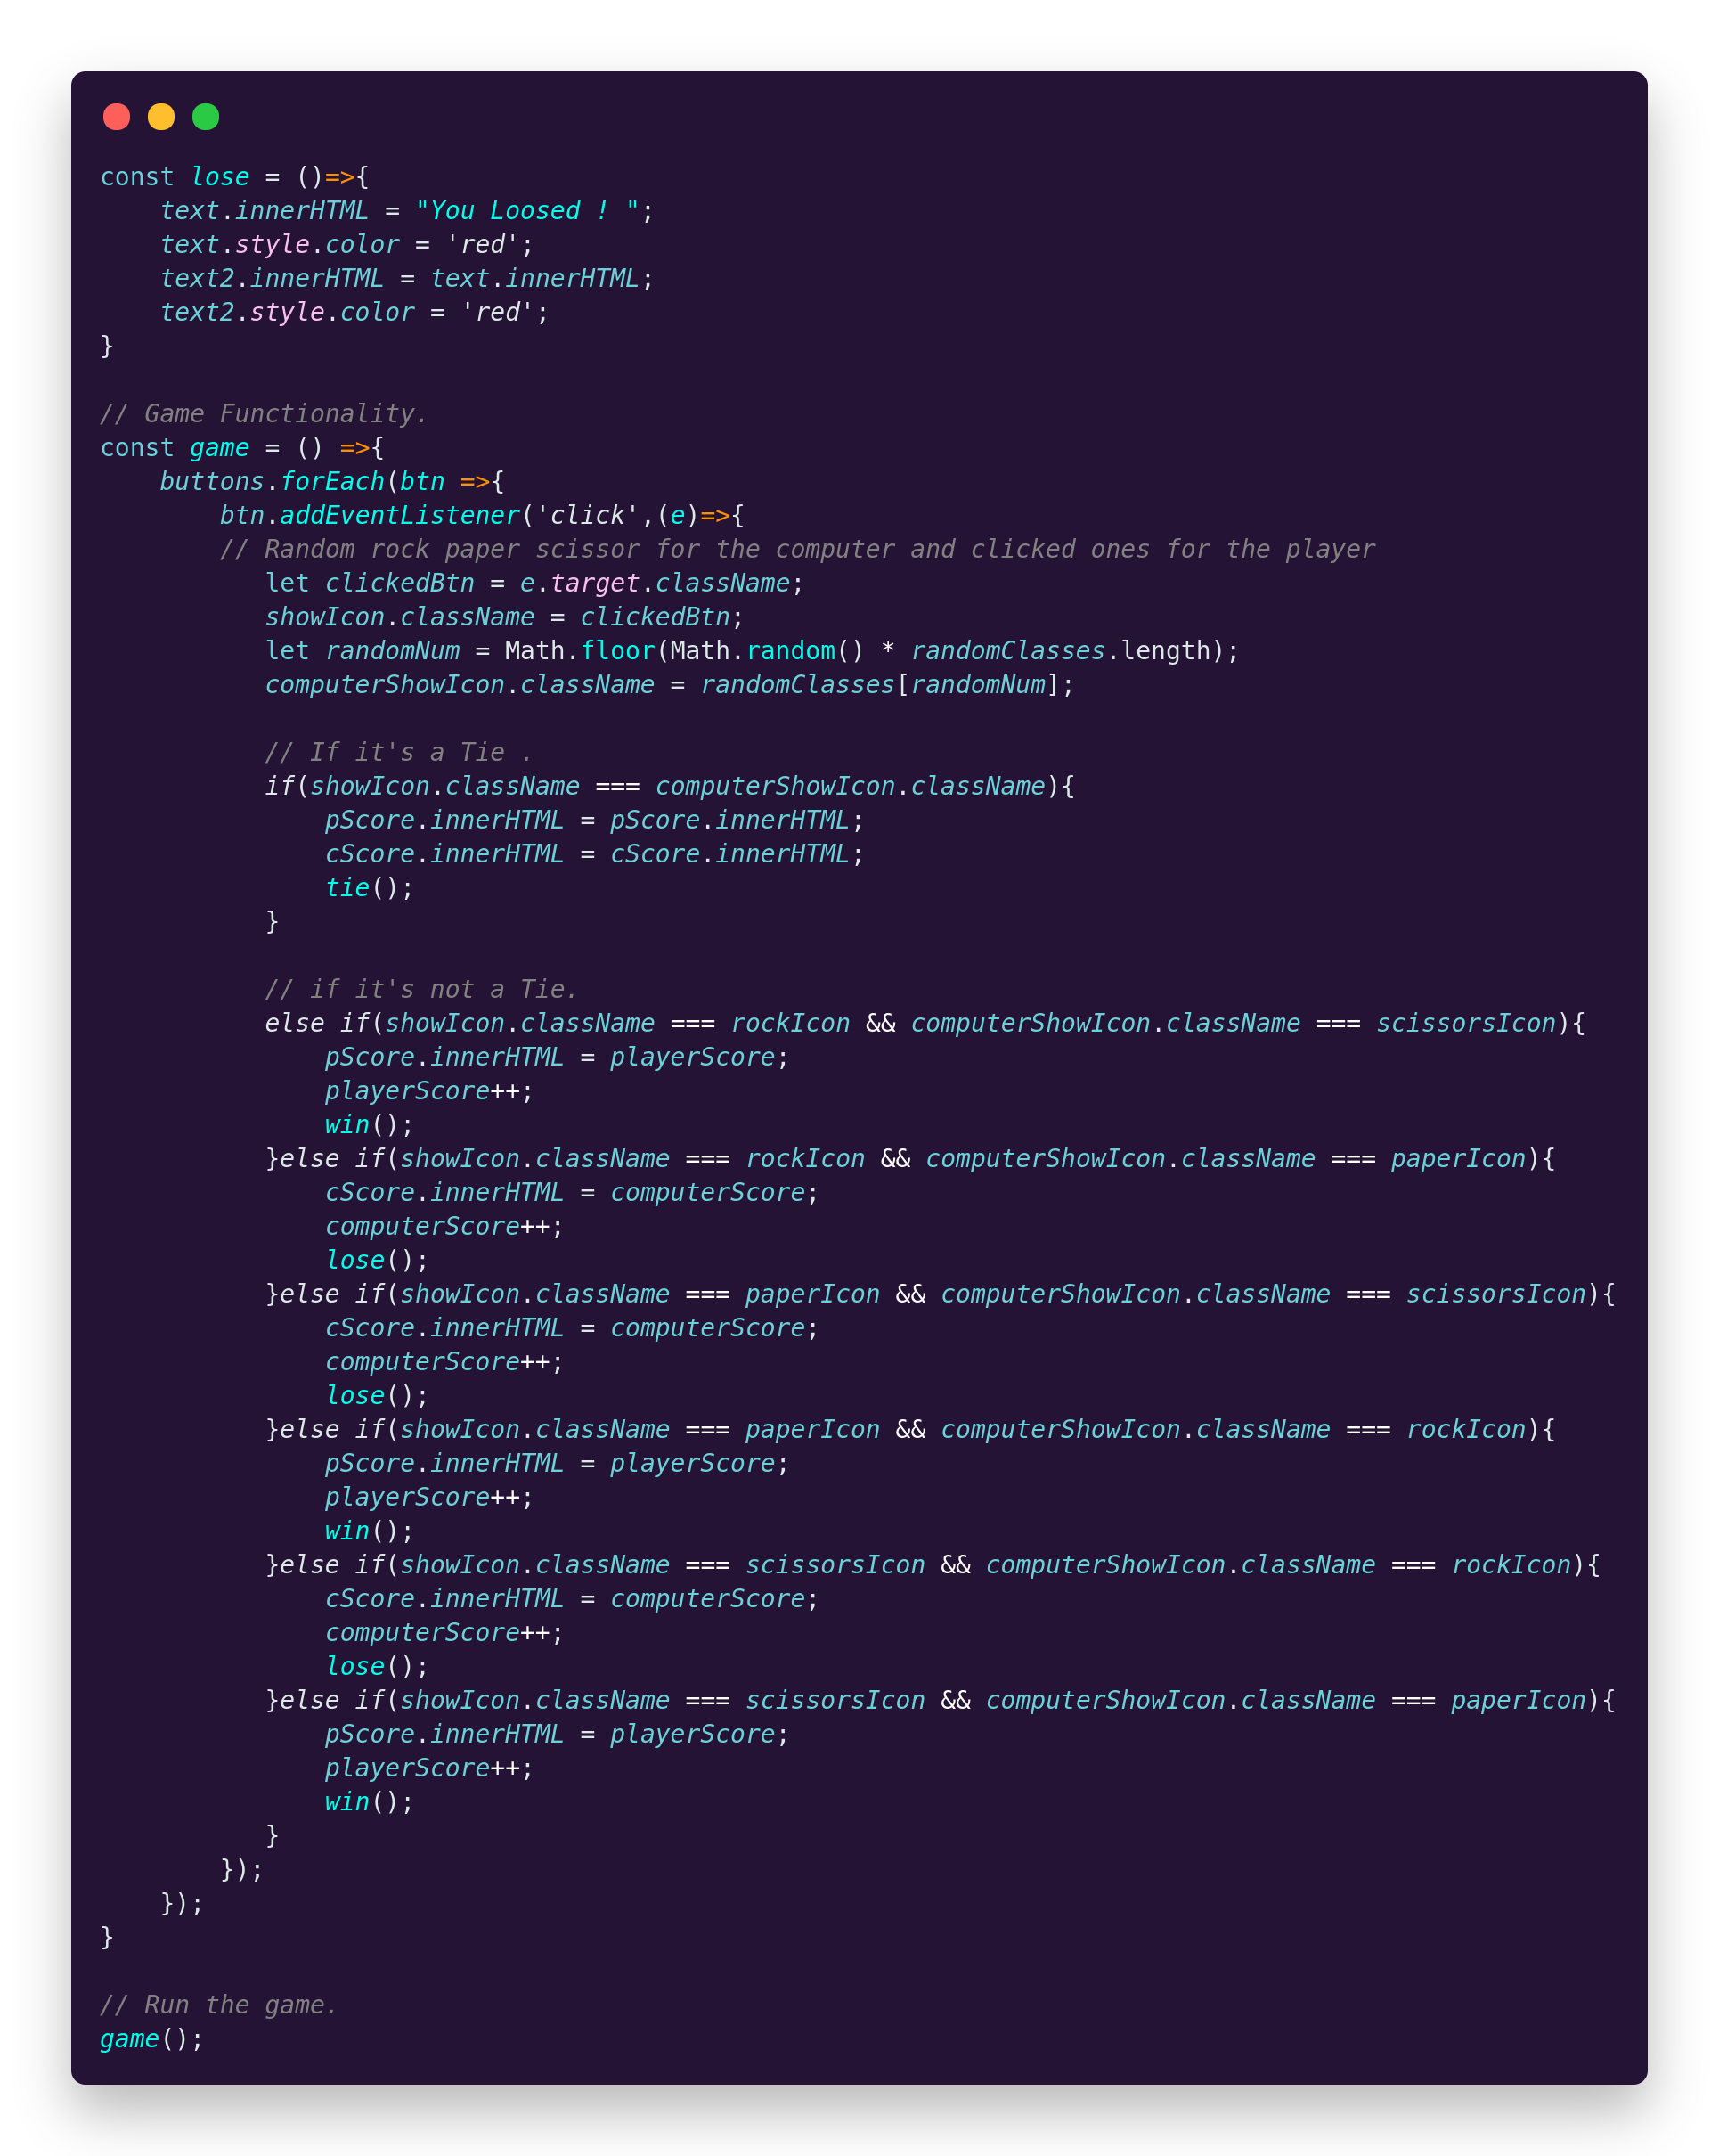 const lose = ()=>{
    text.innerHTML = "You Loosed ! ";
    text.style.color = 'red';
    text2.innerHTML = text.innerHTML;
    text2.style.color = 'red';
}

// Game Functionality.
const game = () =>{
    buttons.forEach(btn =>{
        btn.addEventListener('click',(e)=>{
        // Random rock paper scissor for the computer and clicked ones for the player
           let clickedBtn = e.target.className;
           showIcon.className = clickedBtn;
           let randomNum = Math.floor(Math.random() * randomClasses.length);
           computerShowIcon.className = randomClasses[randomNum];

           // If it's a Tie .
           if(showIcon.className === computerShowIcon.className){
               pScore.innerHTML = pScore.innerHTML;
               cScore.innerHTML = cScore.innerHTML;
               tie();
           }

           // if it's not a Tie.
           else if(showIcon.className === rockIcon && computerShowIcon.className === scissorsIcon){
               pScore.innerHTML = playerScore;
               playerScore++;
               win();
           }else if(showIcon.className === rockIcon && computerShowIcon.className === paperIcon){
               cScore.innerHTML = computerScore;
               computerScore++;
               lose();
           }else if(showIcon.className === paperIcon && computerShowIcon.className === scissorsIcon){
               cScore.innerHTML = computerScore;
               computerScore++;
               lose();
           }else if(showIcon.className === paperIcon && computerShowIcon.className === rockIcon){
               pScore.innerHTML = playerScore;
               playerScore++;
               win();
           }else if(showIcon.className === scissorsIcon && computerShowIcon.className === rockIcon){
               cScore.innerHTML = computerScore;
               computerScore++;
               lose();
           }else if(showIcon.className === scissorsIcon && computerShowIcon.className === paperIcon){
               pScore.innerHTML = playerScore;
               playerScore++;
               win();
           }
        });
    });
}

// Run the game.
game();